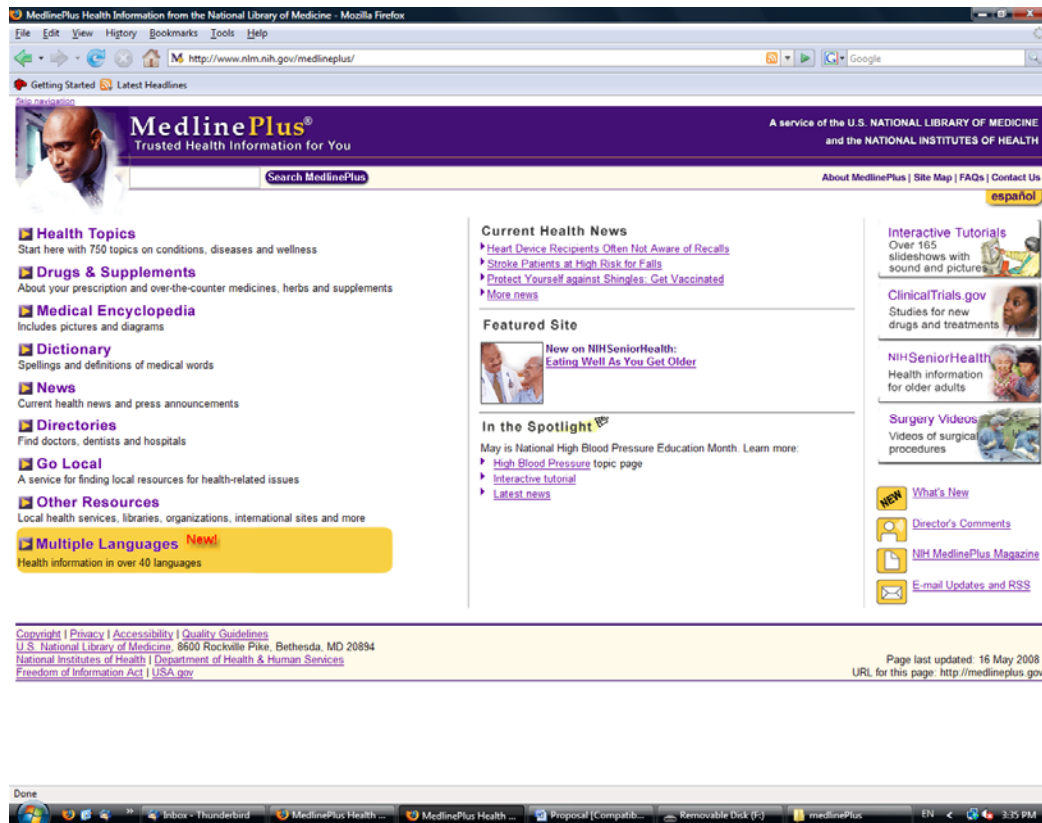 MedlinePlus Health Information from the National Library of Medicine - Mozilla Firefox
File Edit View History Bookmarks Tools Help
http://www.nlm.nih.gov/medlineplus/
Google
Getting Started Latest Headlines
Skip navigation
MedlinePlus®
Trusted Health Information for You
A service of the U.S. NATIONAL LIBRARY OF MEDICINE
and the NATIONAL INSTITUTES OF HEALTH
Search MedlinePlus
About MedlinePlus | Site Map | FAQs | Contact Us
español
Health Topics
Start here with 750 topics on conditions, diseases and wellness
Drugs & Supplements
About your prescription and over-the-counter medicines, herbs and supplements
Medical Encyclopedia
Includes pictures and diagrams
Dictionary
Spellings and definitions of medical words
News
Current health news and press announcements
Directories
Find doctors, dentists and hospitals
Go Local
A service for finding local resources for health-related issues
Other Resources
Local health services, libraries, organizations, international sites and more
Multiple Languages New!
Health information in over 40 languages
Current Health News
Heart Device Recipients Often Not Aware of Recalls
Stroke Patients at High Risk for Falls
Protect Yourself against Shingles: Get Vaccinated
More news
Featured Site
New on NIHSeniorHealth:
Eating Well As You Get Older
In the Spotlight
May is National High Blood Pressure Education Month. Learn more:
High Blood Pressure topic page
Interactive tutorial
Latest news
Interactive Tutorials
Over 165
slideshows with
sound and pictures
ClinicalTrials.gov
Studies for new
drugs and treatments
NIHSeniorHealth
Health information
for older adults
Surgery Videos
Videos of surgical
procedures
NEW What's New
Director's Comments
NIH MedlinePlus Magazine
E-mail Updates and RSS
Copyright | Privacy | Accessibility | Quality Guidelines
U.S. National Library of Medicine, 8600 Rockville Pike, Bethesda, MD 20894
National Institutes of Health | Department of Health & Human Services
Freedom of Information Act | USA.gov
Page last updated: 16 May 2008
URL for this page: http://medlineplus.gov
Done
Inbox - Thunderbird MedlinePlus Health ... MedlinePlus Health ... Proposal [Compatib... Removable Disk (F:) medlinePlus EN 3:35 PM